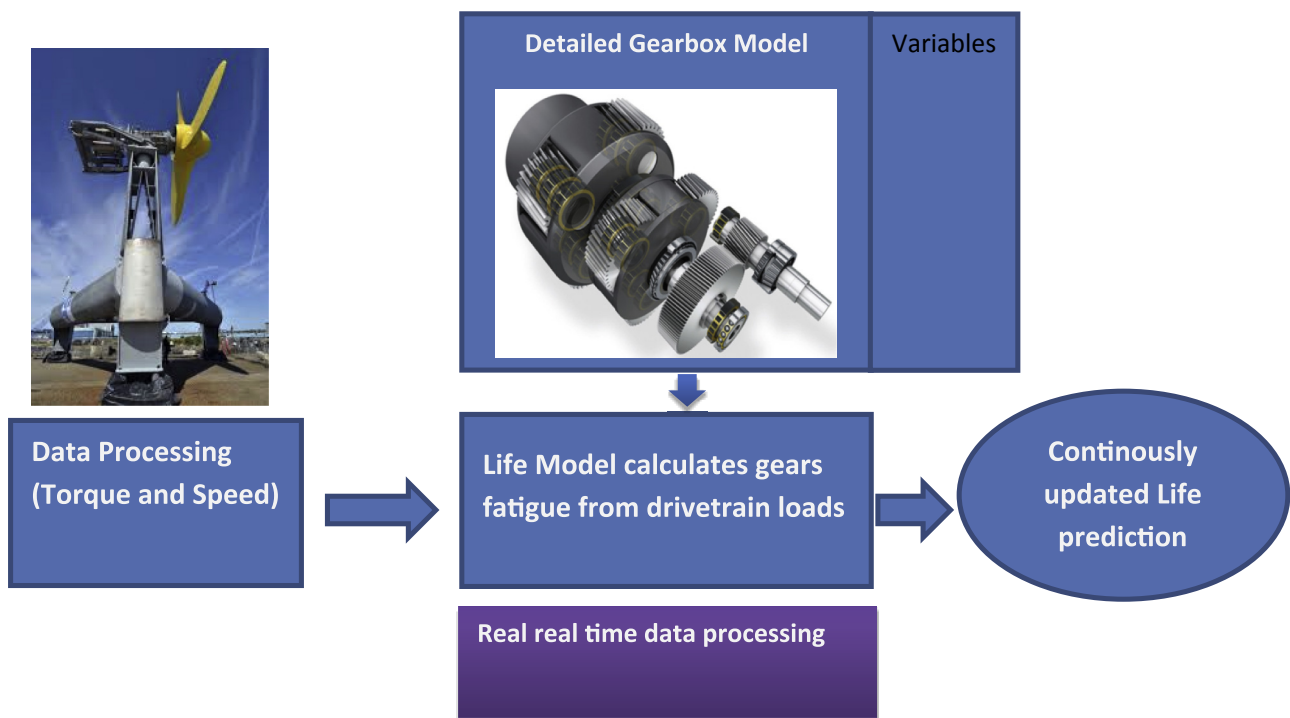 Detailed Gearbox Model
Variables
Data Processing
(Torque and Speed)
Life Model calculates gears
fatigue from drivetrain loads
Continously
updated Life
prediction
Real real time data processing